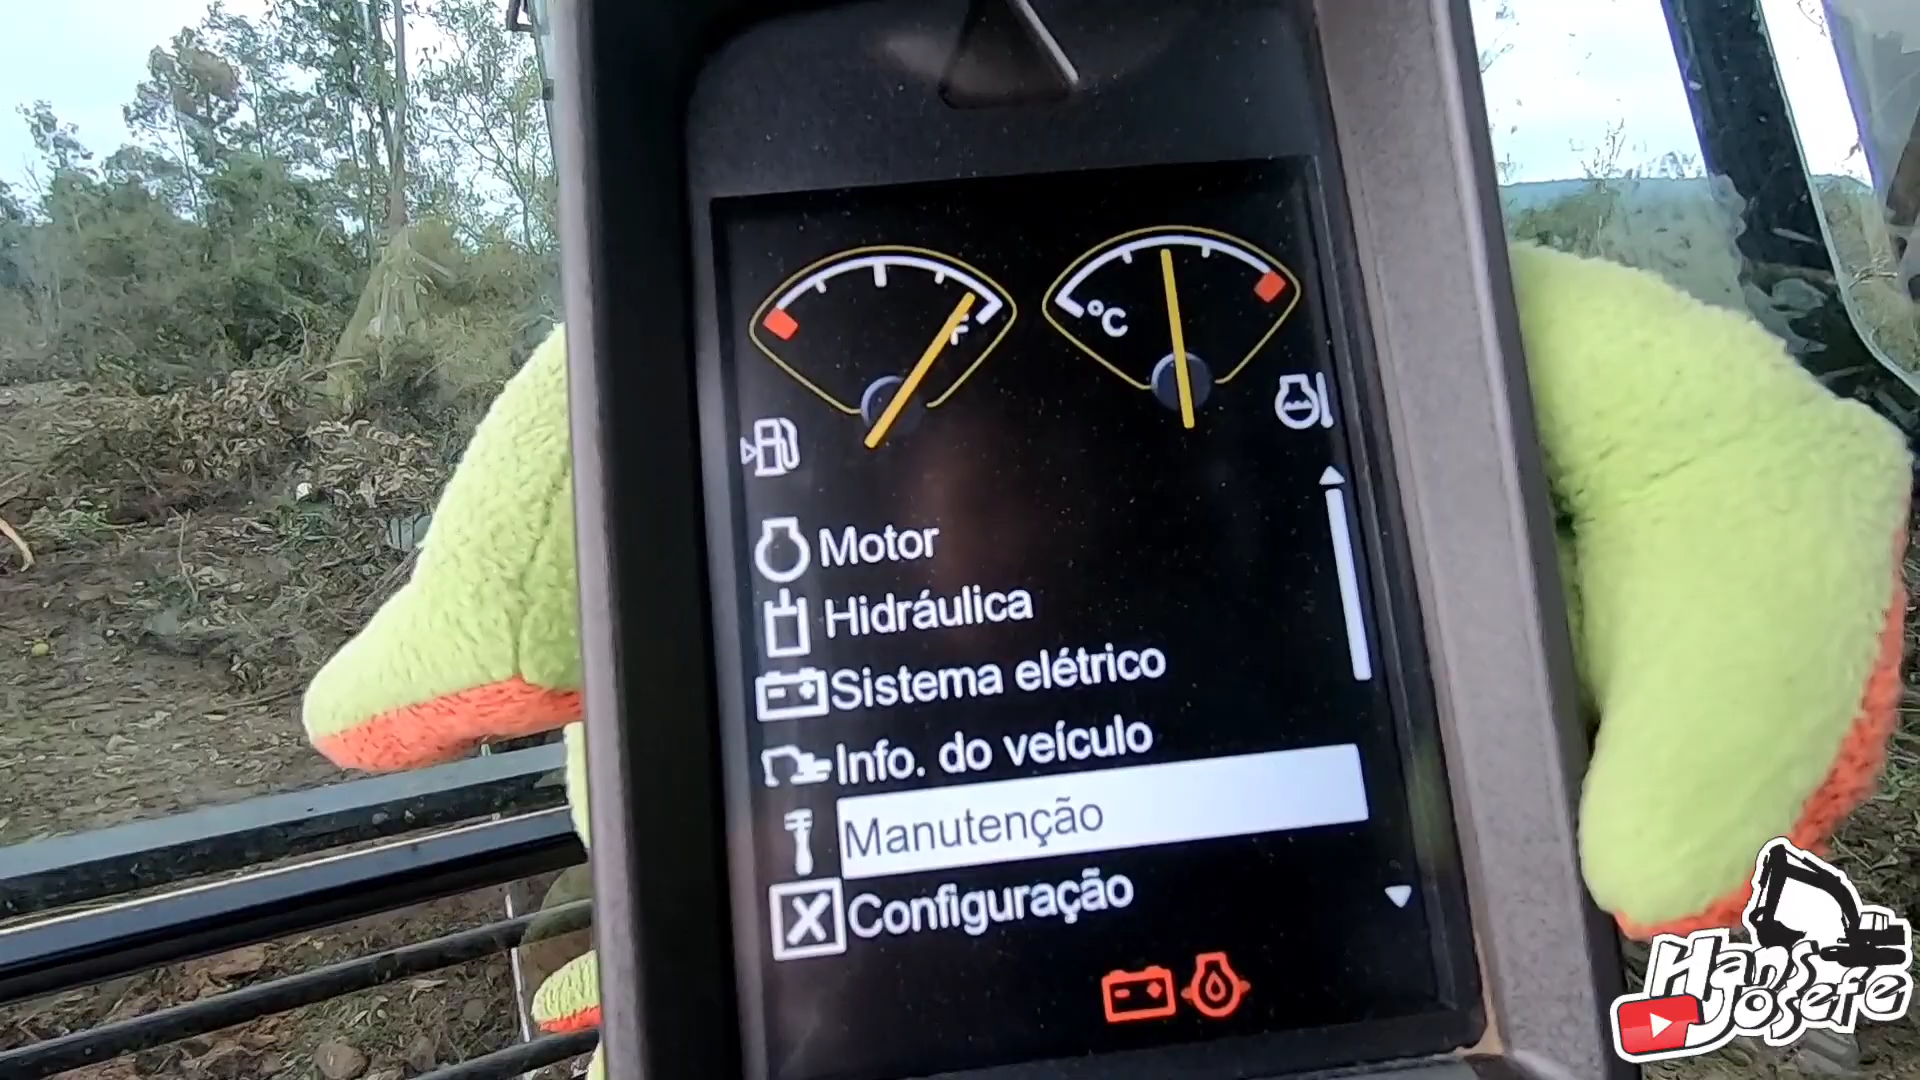 F
°C
Motor
Hidráulica
Sistema elétrico
Info. do veículo
Manutenção
Configuração
Hans
Josefe